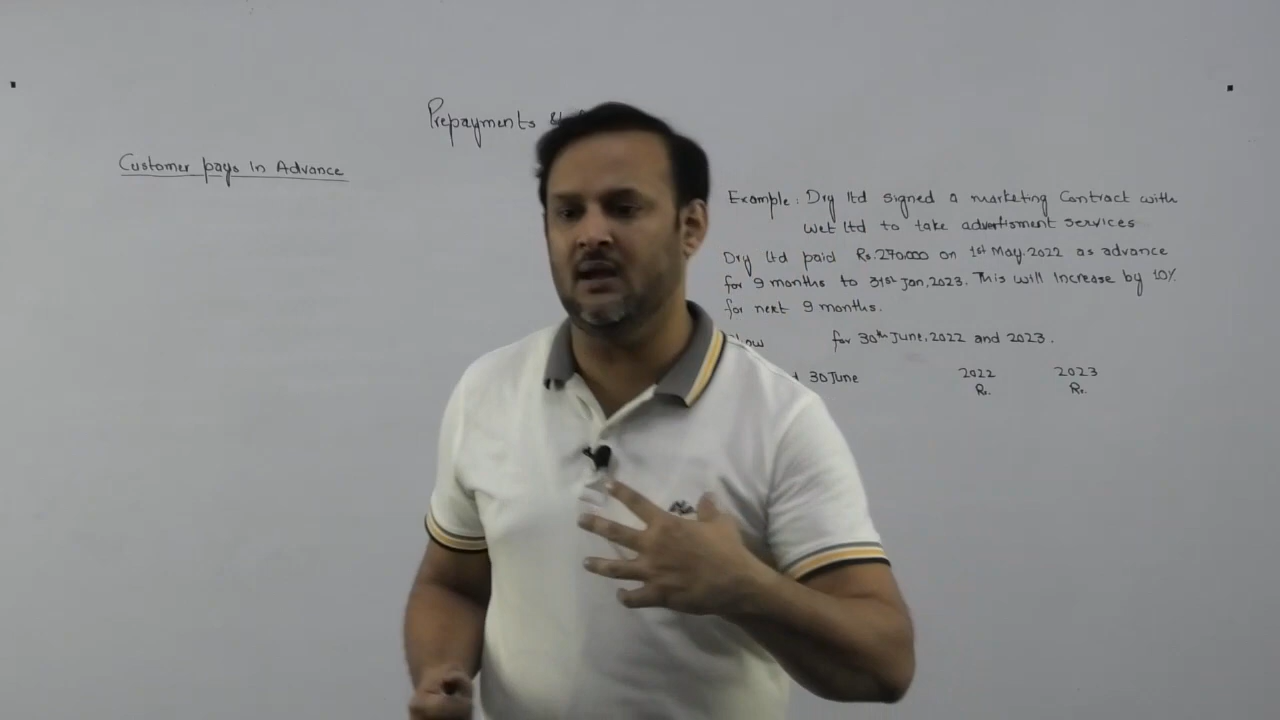 Prepayments &
Customer pays In Advance
Example: Dry ltd signed a marketing Contract with
Wet ltd to take advertisment services
Dry ltd paid Rs.270000 on 1st May.2022 as advance
for 9 months to 31st Jan,2023. This will Increase by 10%
for next 9 months.
for 30th June,2022 and 2023.
30 June 2022 2023
Rs. Rs.